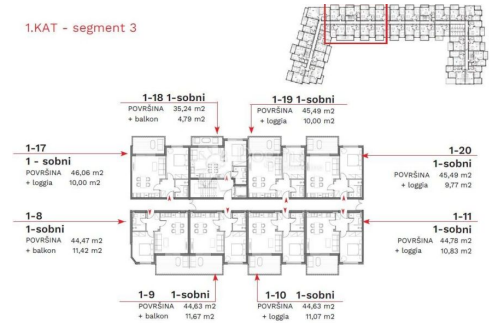 1.KAT - segment 3
1-18 1-sobni
POVRŠINA 35,24 m2
+ balkon 4,79 m2
1-19 1-sobni
POVRŠINA 45,49 m2
+ loggia 10,00 m2
1-17
1 - sobni
POVRŠINA 46,06 m2
+ loggia 10,00 m2
1-20
1-sobni
POVRŠINA 45,49 m2
+ loggia 9,77 m2
1-8
1-sobni
POVRŠINA 44,47 m2
+ balkon 11,42 m2
1-11
1-sobni
POVRŠINA 44,78 m2
+ loggia 10,83 m2
1-9 1-sobni
POVRŠINA 44,63 m2
+ balkon 11,67 m2
1-10 1-sobni
POVRŠINA 44,63 m2
+ loggia 11,07 m2